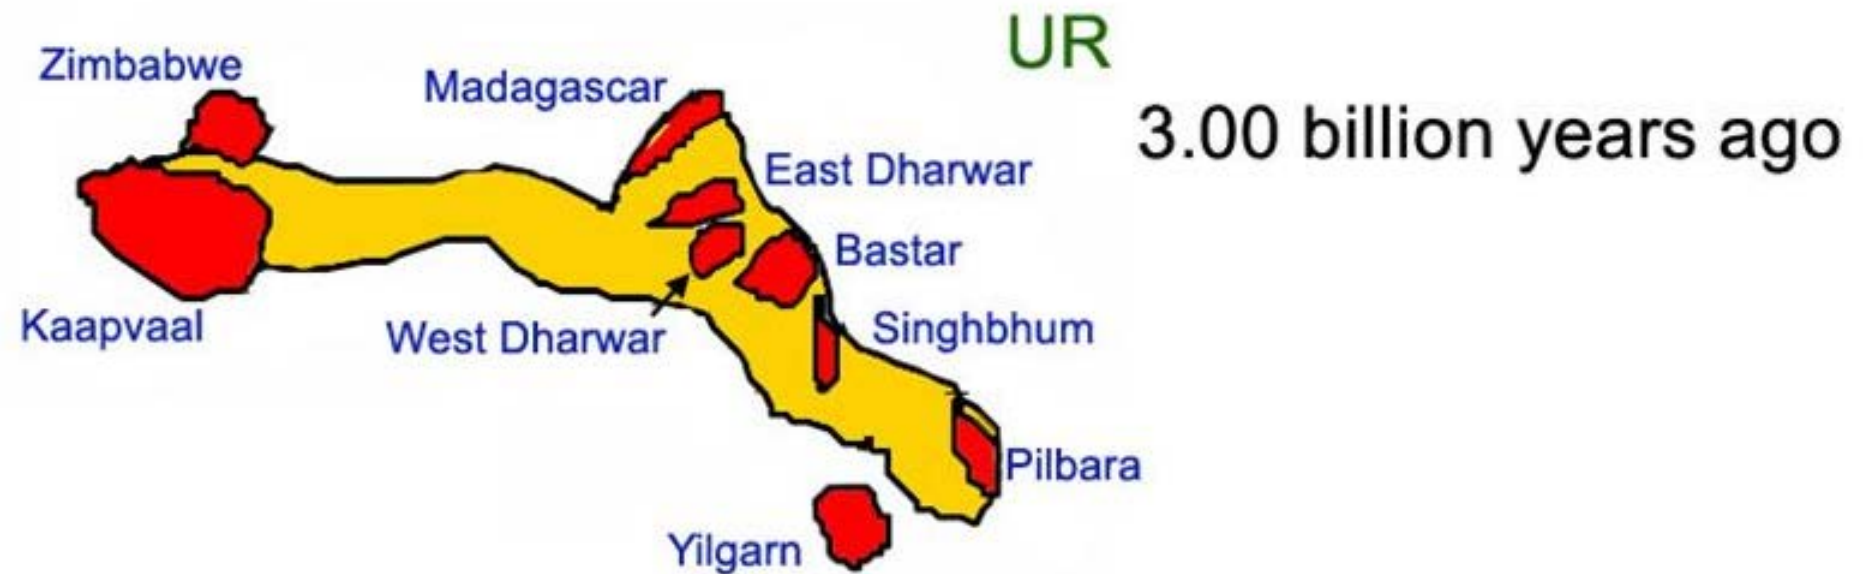 UR
Zimbabwe
Madagascar
3.00 billion years ago
East Dharwar
Bastar
Kaapvaal
West Dharwar
Singhbhum
Pilbara
Yilgarn